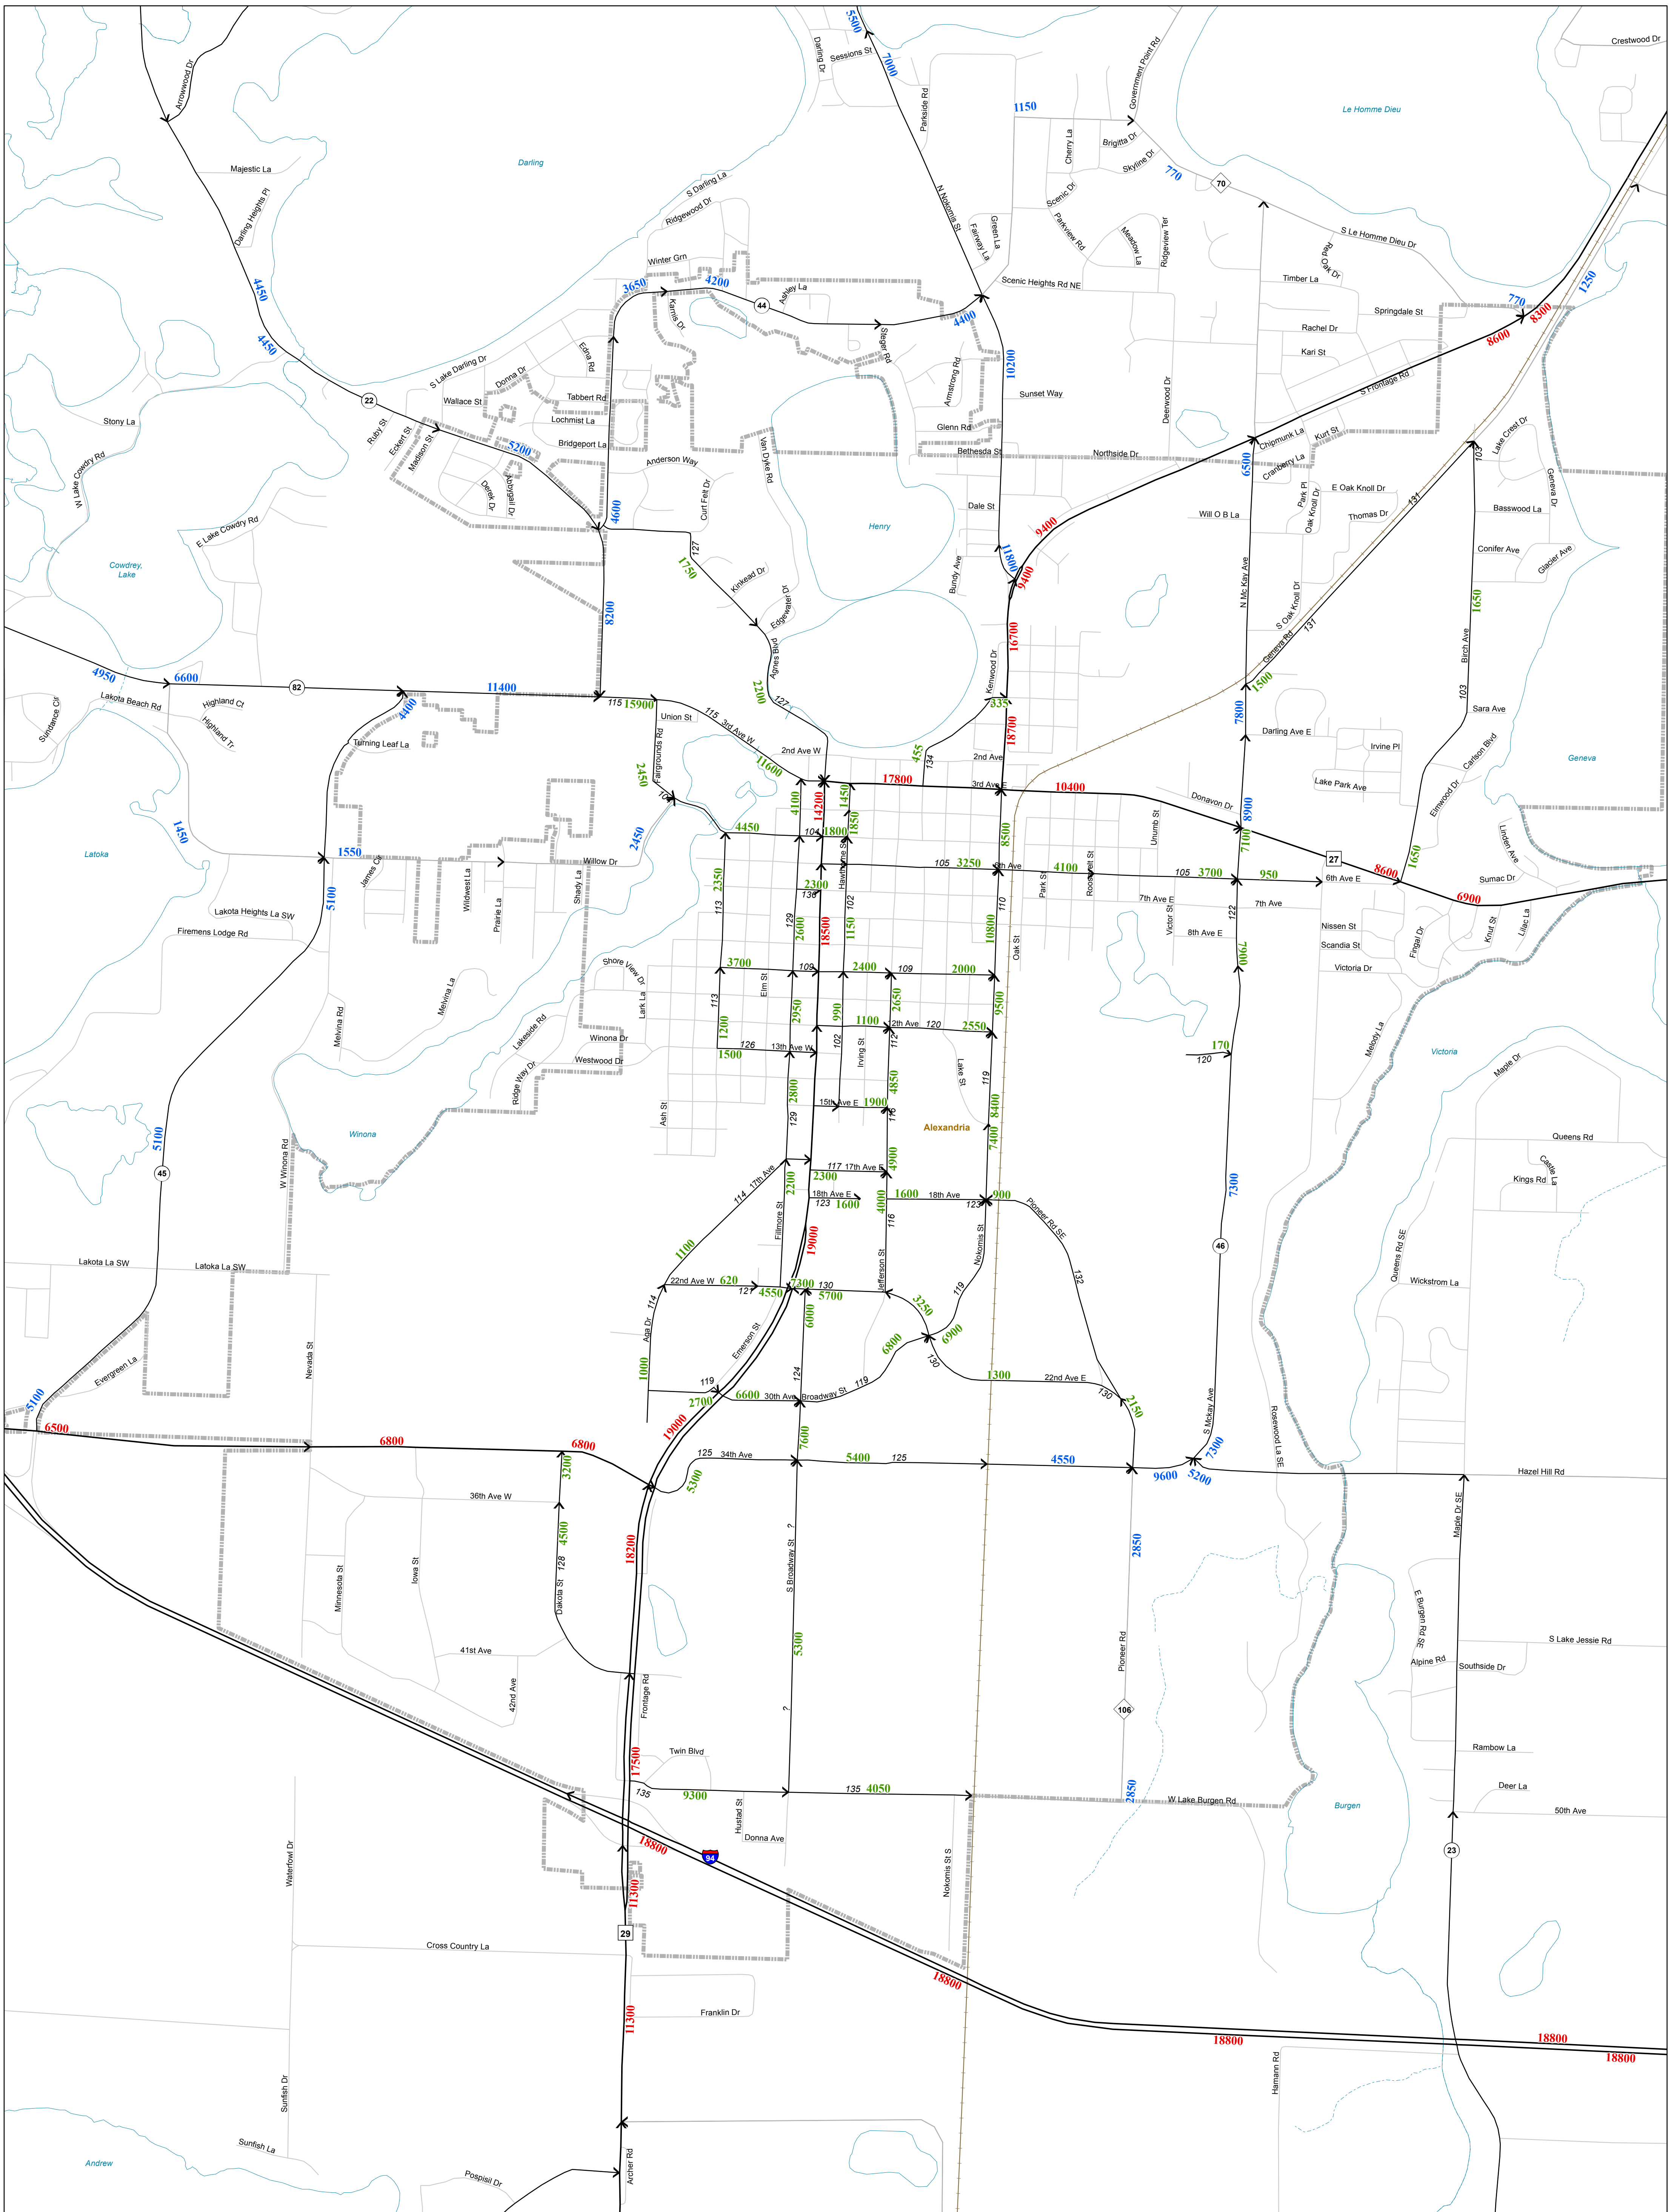 5500
7000
Darling Dr
Sessions St
Arrowwood Dr
Parkside Rd
Government Point Rd
Crestwood Dr
Le Homme Dieu
1150
Cherry La
Brigitta Dr
Skyline Dr
Majestic La
Darling
770
70
S Darling La
Ridgewood Dr
Scenic Dr
N Nokomis St
Green La
Fairway La
Parkview Rd
Meadow La
Ridgeview Ter
Darling Heights Pl
S Le Homme Dieu Dr
Red Oak Dr
Winter Grn
4450
3650
4200
44
Ashley La
Karnis Dr
Scenic Heights Rd NE
Timber La
1250
770
8300
Springdale St
4400
Steger Rd
Rachel Dr
8600
4450
Edna Rd
10200
Kari St
S Lake Darling Dr
Donna Dr
Armstrong Rd
Sunset Way
Deerwood Dr
S Frontage Rd
22
Wallace St
Tabbert Rd
Stony La
Ruby St
Lochmist La
Glenn Rd
Lake Crest Dr
Eckert St
Madison St
5200
Bridgeport La
Van Dyke Rd
Bethesda St
Northside Dr
Chipmunk La
Kurt St
103
W Lake Cowdry Rd
Anderson Way
6500
Cranberry La
Geneva Dr
Derek Dr
Abbygail Dr
Curt Felt Dr
Park Pl
Oak Knoll Dr
E Oak Knoll Dr
131
Henry
Dale St
Will O B La
Thomas Dr
Basswood La
4600
E Lake Cowdry Rd
9400
127
Conifer Ave
Glacier Ave
11800
Cowdrey,
Lake
1750
Kinkead Dr
Bundy Ave
9400
N Mc Kay Ave
8200
Edgewater Dr
1650
S Oak Knoll Dr
131
16700
Geneva Rd
Birch Ave
Agnes Blvd
Kenwood Dr
4950
6600
82
11400
1500
2200
127
103
Lakota Beach Rd
Highland Ct
4400
115
15900
335
Sundance Cir
Highland Tr
Union St
115
3rd Ave W
18700
7800
Sara Ave
Turning Leaf La
Fairgrounds Rd
Darling Ave E
Irvine Pl
Carlson Blvd
2nd Ave W
134
455
2nd Ave
Geneva
2450
11600
17800
3rd Ave E
10400
Lake Park Ave
Elmwood Dr
104
4100
14200
1450
Donavon Dr
8900
1450
4450
104
1800
1850
8500
Unumb St
7100
Linden Ave
Latoka
1550
Willow Dr
2450
27
1650
105
3250
4100
105
3700
950
8600
6th Ave E
Sumac Dr
James Cir
Hawthorne St
Park St
Roosevelt St
5100
Wildwest La
Prairie La
Shady La
2350
2300
136
7th Ave E
7th Ave
6900
Lakota Heights La SW
113
129
102
110
122
Victor St
Firemens Lodge Rd
2600
18500
1150
10800
8th Ave E
Nissen St
Fingal Dr
Knut St
Lilac La
Oak St
Scandia St
7900
Shore View Dr
3700
109
2400
109
2000
Victoria Dr
Melvina La
Lark La
Elm St
113
2650
Melvina Rd
Lakeside Rd
1200
2950
990
9500
Winona Dr
1100
12th Ave
120
2550
Melody La
1500
126
13th Ave W
102
Irving St
112
170
120
Victoria
Maple Dr
Westwood Dr
Lake St
Ridge Way Dr
2800
4850
119
Ash St
129
15th Ave E
1900
116
8400
Winona
Alexandria
5100
7400
Queens Rd
45
W Winona Rd
114
17th Ave
117
17th Ave E
4900
Castle La
2200
2300
7300
Kings Rd
18th Ave E
123
1600
4000
1600
18th Ave
123
900
Fillmore St
116
Pioneer Rd SE
19000
Nokomis St
46
Queens Rd SE
1100
Jefferson St
Lakota La SW
Latoka La SW
22nd Ave W
620
121
4550
7300
130
5700
119
132
Wickstrom La
114
6000
3250
Aga Dr
Emerson St
6800
6900
Nevada St
Evergreen La
1000
124
130
1300
22nd Ave E
119
2700
6600
30th Ave
Broadway St
119
130
2150
5100
S Mckay Ave
Rosewood La SE
6500
6800
6800
19000
7600
7300
125
34th Ave
5400
125
4550
9600
5200
Hazel Hill Rd
3200
5300
Maple Dr SE
36th Ave W
4500
128
18200
?
2850
Minnesota St
Iowa St
Dakota St
S Broadway St
E Burgen Rd SE
41st Ave
5300
Pioneer Rd
S Lake Jessie Rd
Alpine Rd
Southside Dr
42nd Ave
Frontage Rd
?
106
Twin Blvd
17500
Rambow La
135
9300
135
4050
2850
W Lake Burgen Rd
Deer La
50th Ave
Burgen
Hustad St
Donna Ave
18800
94
Waterfowl Dr
Nokomis St S
23
11300
29
Cross Country La
18800
11300
Franklin Dr
18800
18800
18800
Sunfish Dr
Hamann Rd
Sunfish La
Archer Rd
Andrew
Pospisil Dr